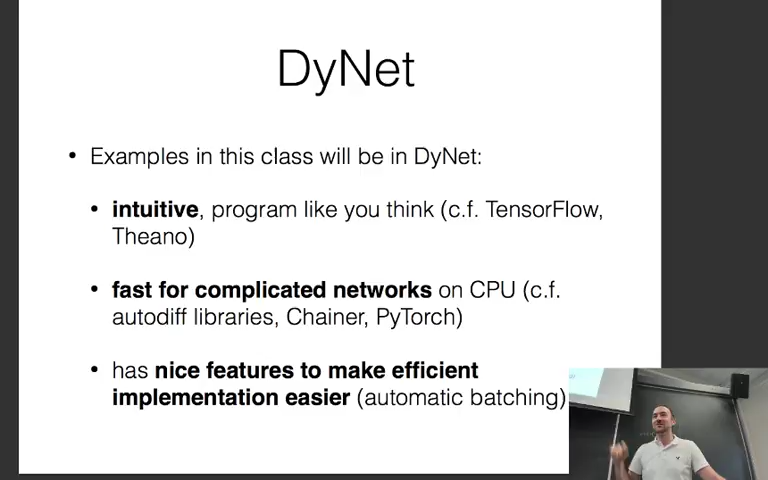 DyNet
• Examples in this class will be in DyNet:
• intuitive, program like you think (c.f. TensorFlow,
Theano)
• fast for complicated networks on CPU (c.f.
autodiff libraries, Chainer, PyTorch)
• has nice features to make efficient
implementation easier (automatic batching)